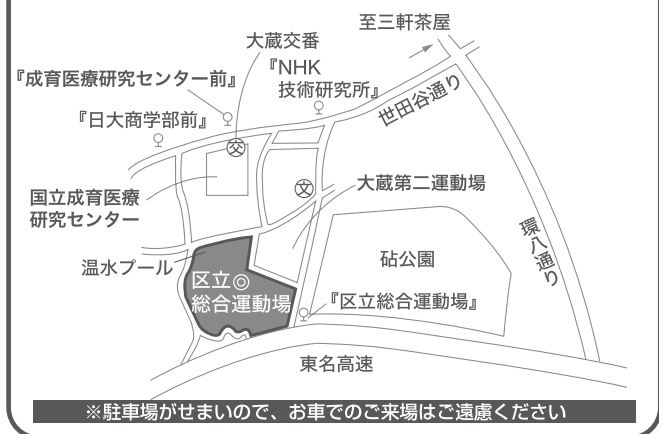 至三軒茶屋
大蔵交番
『NHK
技術研究所』
『成育医療研究センター前』
『日大商学部前』
世田谷通り
交
文
大蔵第二運動場
国立成育医療
研究センター
環八通り
砧公園
温水プール
区立◎
総合運動場
『区立総合運動場』
東名高速
※駐車場がせまいので、お車でのご来場はご遠慮ください